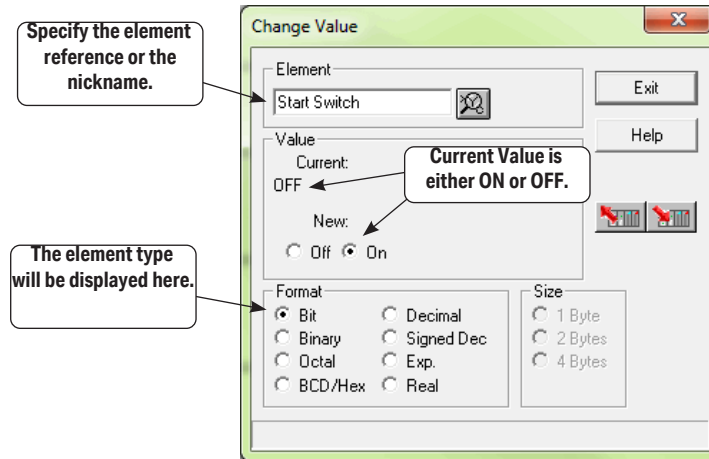 Specify the element
reference or the
nickname.
Change Value
Element
Start Switch
Exit
Help
Value
Current:
OFF
Current Value is
either ON or OFF.
New:
Off On
The element type
will be displayed here.
Format
Bit Decimal
Binary Signed Dec
Octal Exp.
BCD/Hex Real
Size
1 Byte
2 Bytes
4 Bytes